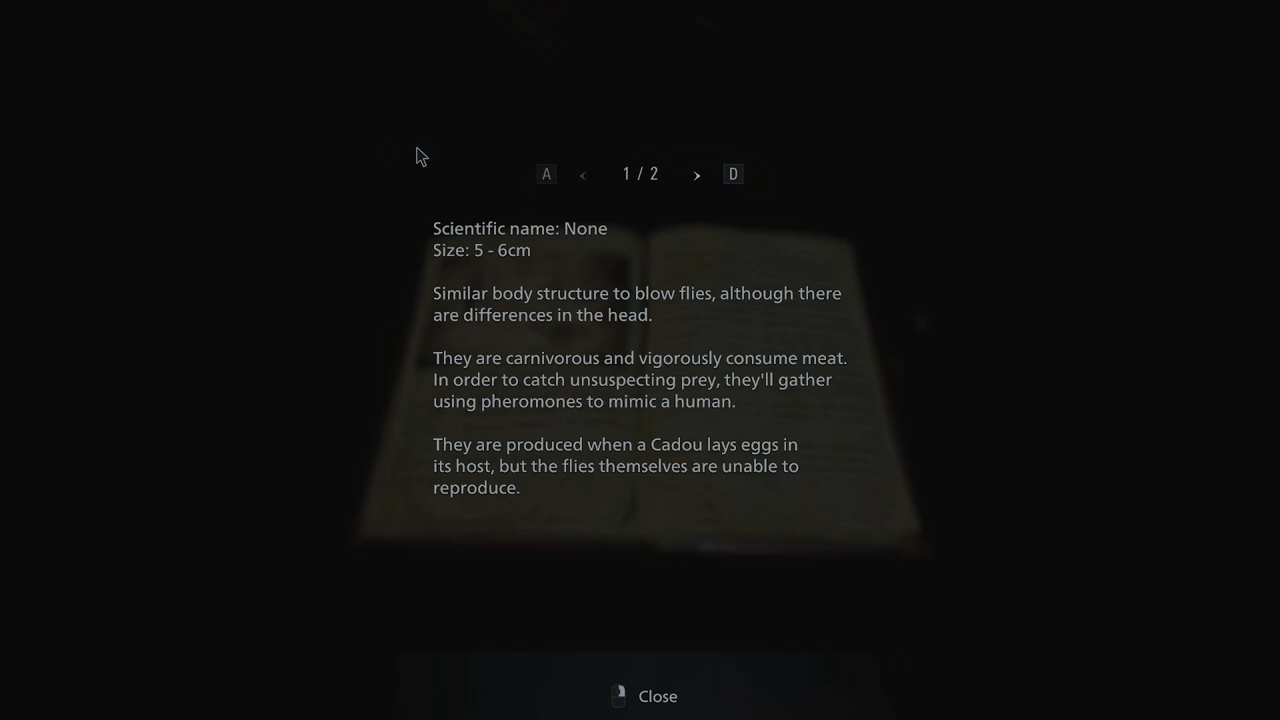 A < 1 / 2 > D
Scientific name: None
Size: 5 - 6cm
Similar body structure to blow flies, although there
are differences in the head.
They are carnivorous and vigorously consume meat.
In order to catch unsuspecting prey, they'll gather
using pheromones to mimic a human.
They are produced when a Cadou lays eggs in
its host, but the flies themselves are unable to
reproduce.
Close